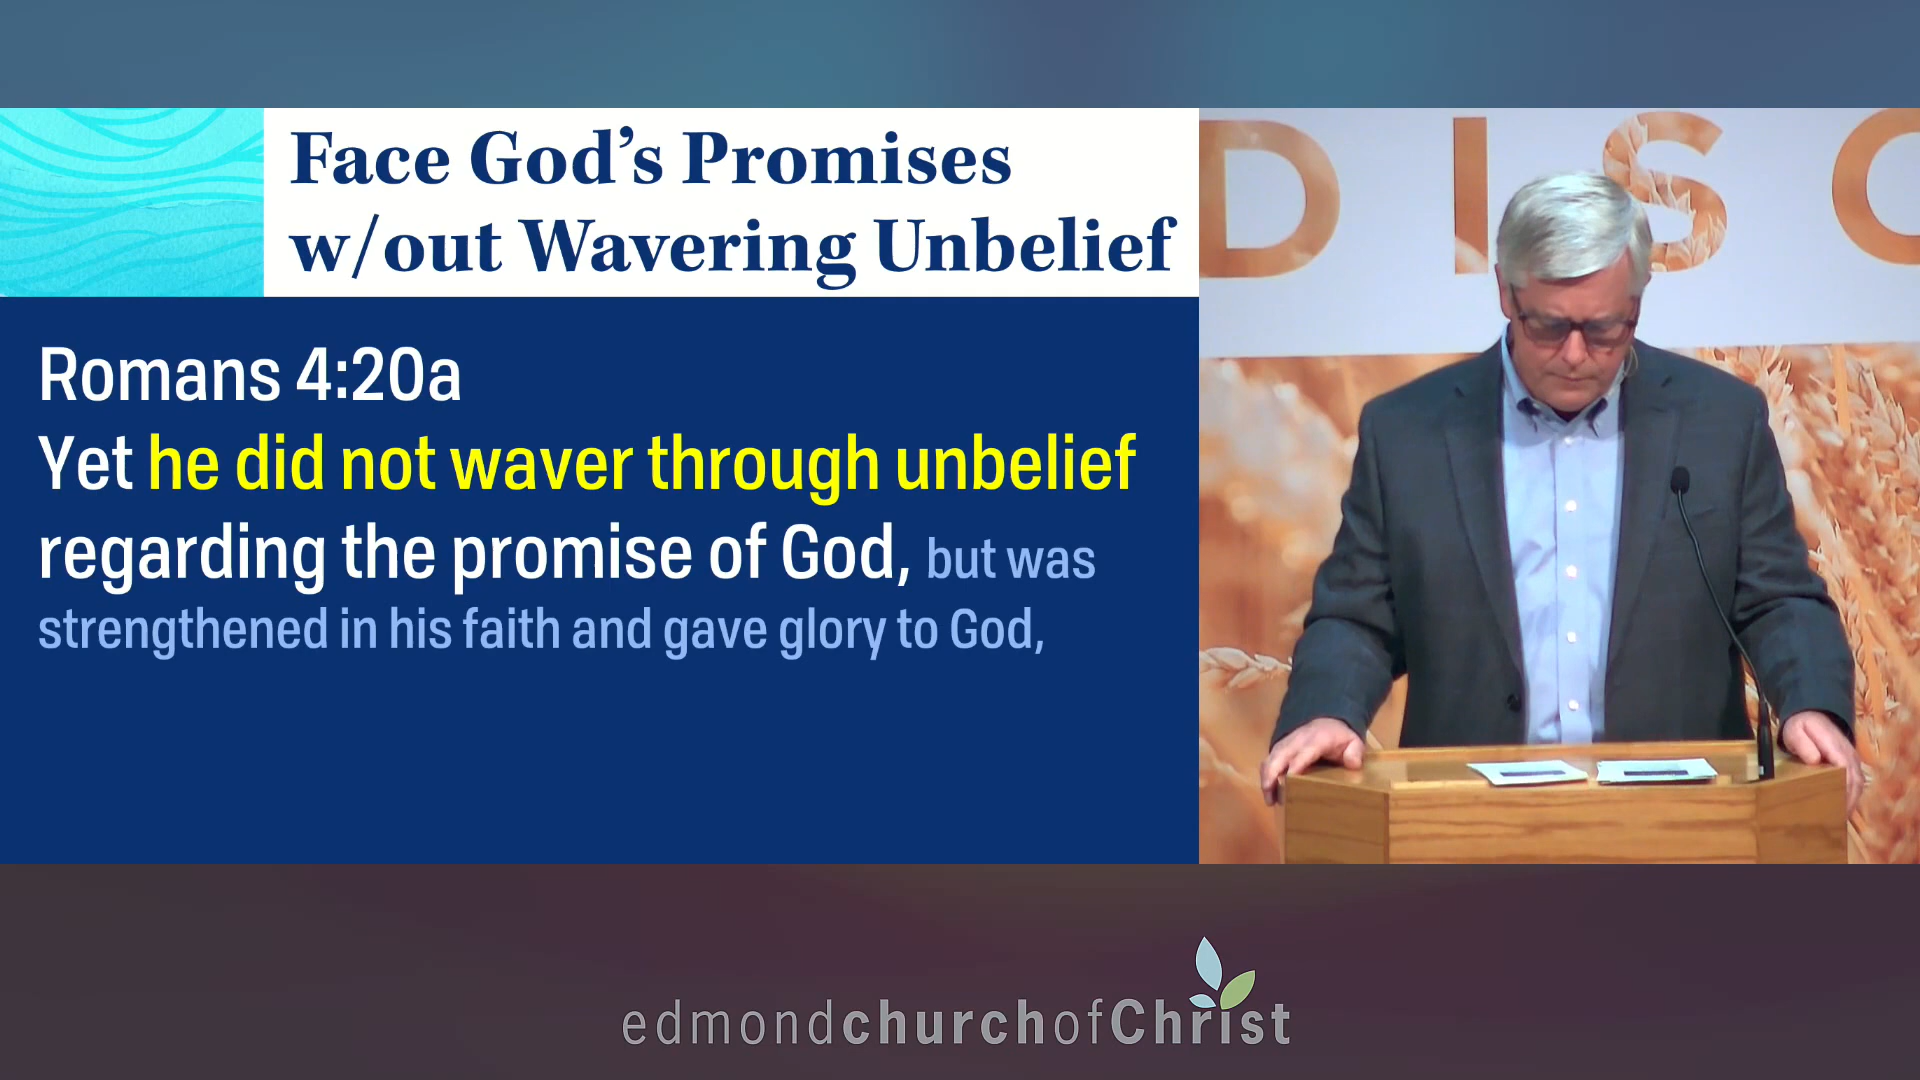 Face God’s Promises
w/out Wavering Unbelief
Romans 4:20a
Yet he did not waver through unbelief
regarding the promise of God, but was
strengthened in his faith and gave glory to God,
DISC
edmondchurchofChrist